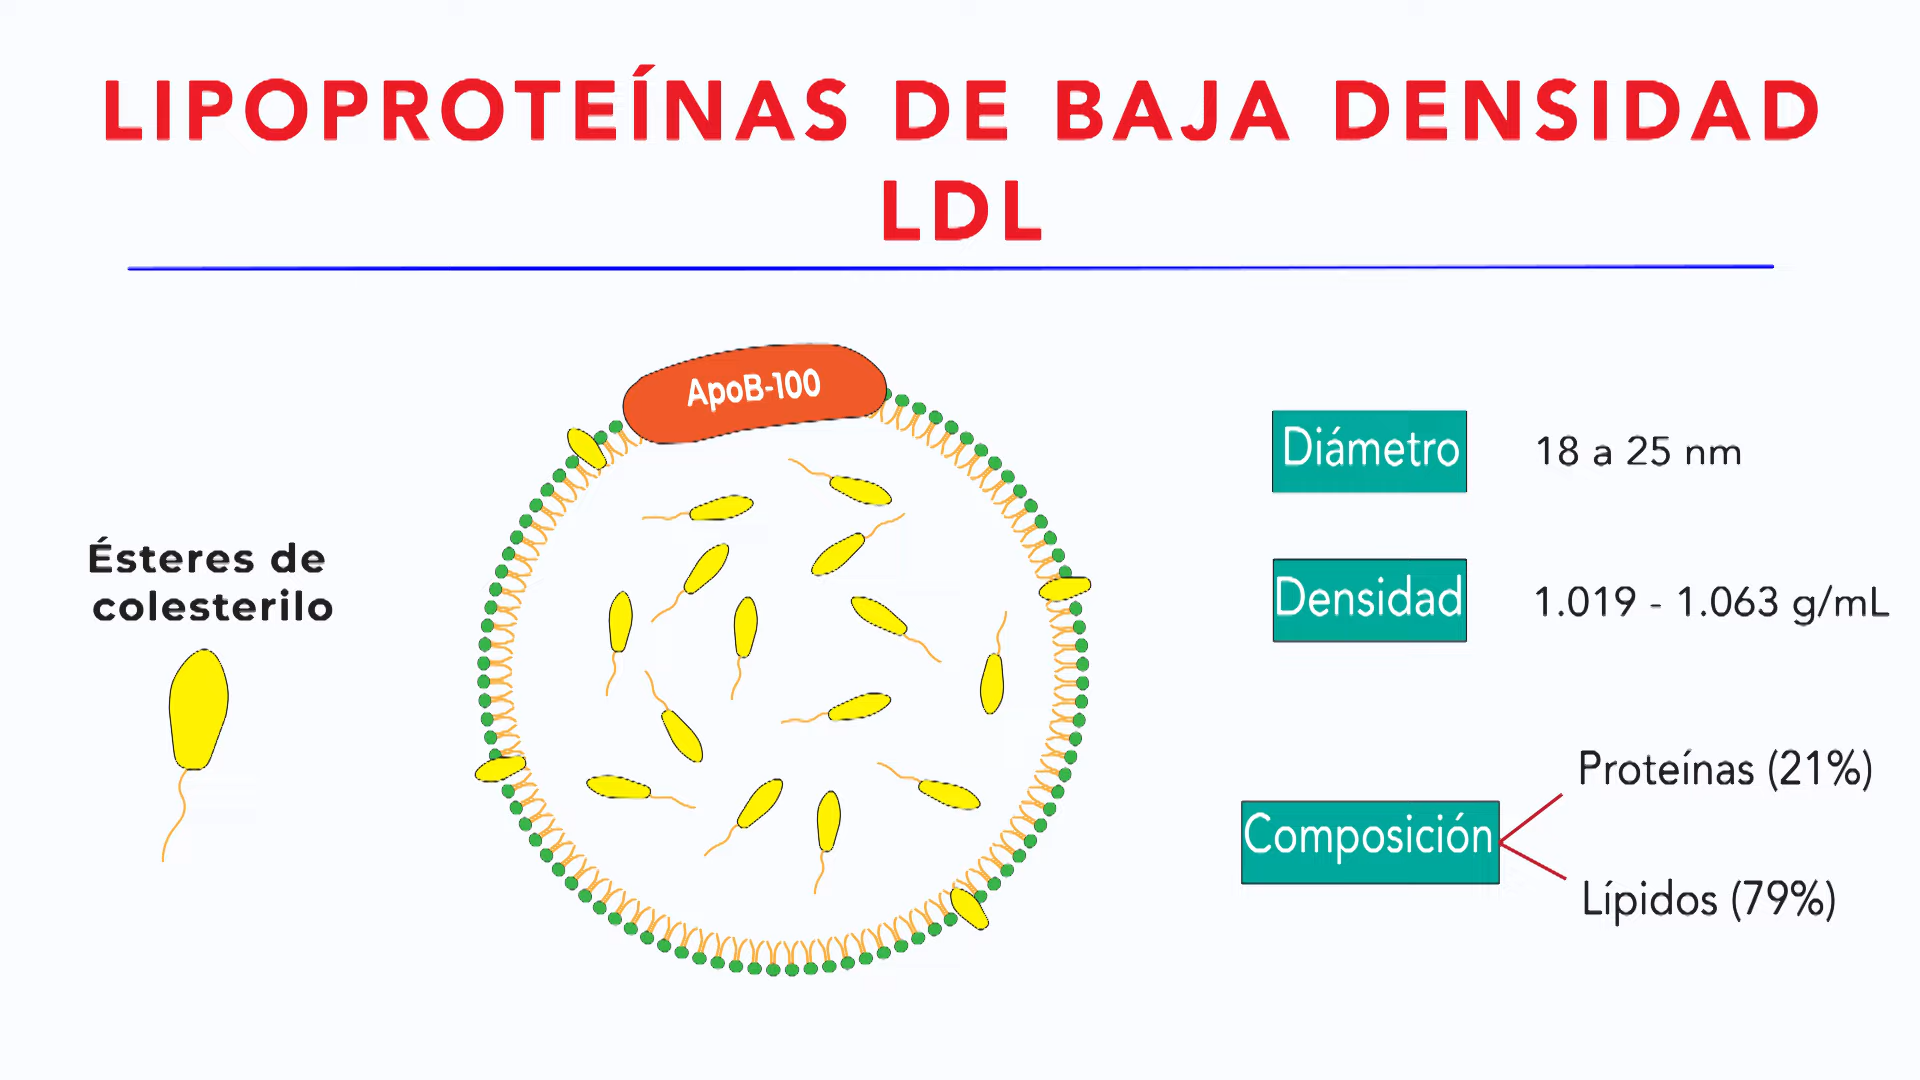 LIPOPROTEÍNAS DE BAJA DENSIDAD
LDL
ApoB-100
Ésteres de
colesterilo
Diámetro
18 a 25 nm
Densidad
1.019 - 1.063 g/mL
Composición
Proteínas (21%)
Lípidos (79%)